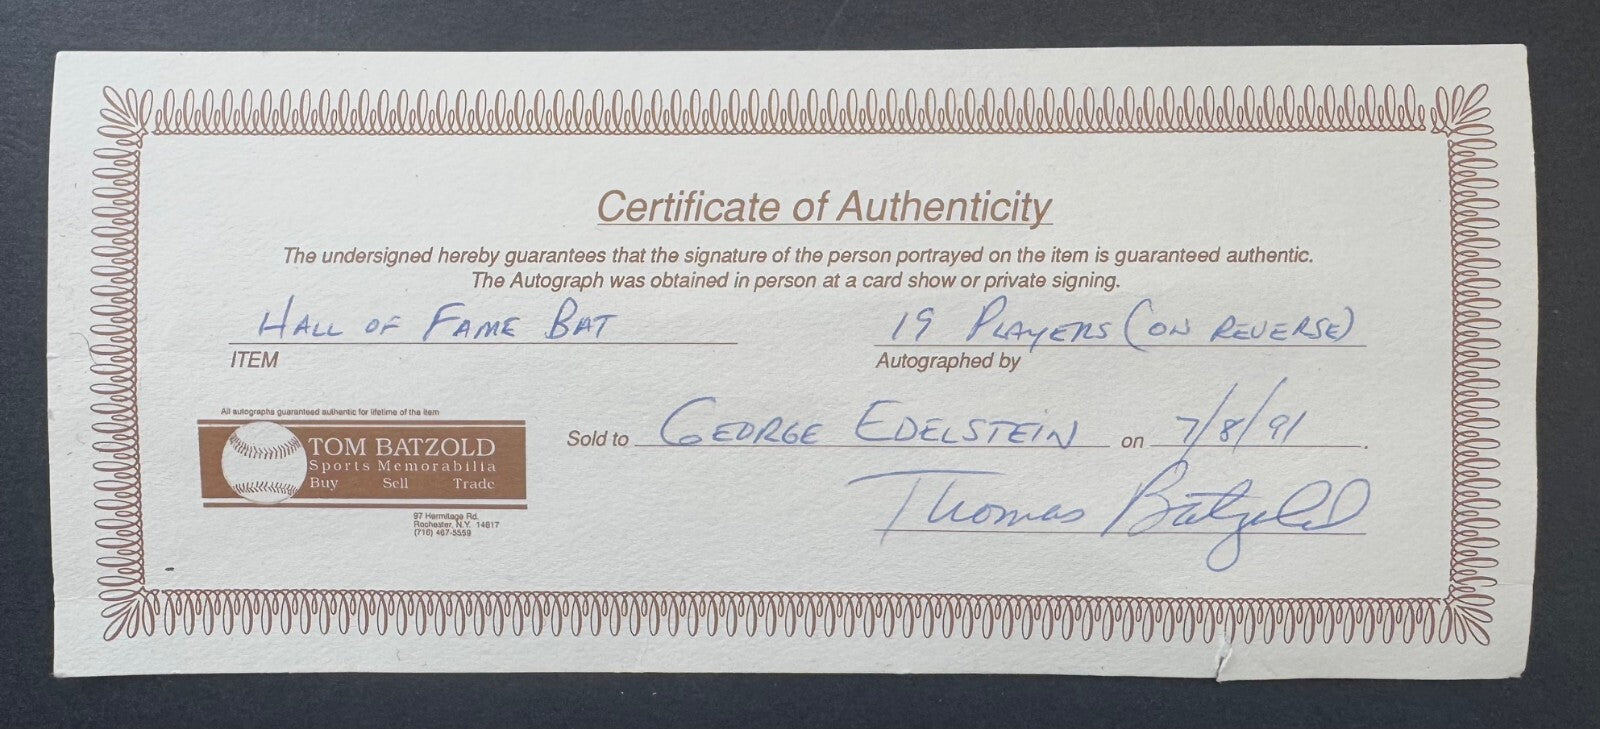 Certificate of Authenticity
The undersigned hereby guarantees that the signature of the person portrayed on the item is guaranteed authentic.
The Autograph was obtained in person at a card show or private signing.
HALL OF FAME BAT 19 PLAYERS (ON REVERSE)
ITEM Autographed by
All autographs guaranteed authentic for lifetime of the item
TOM BATZOLD
Sports Memorabilia
Buy Sell Trade
97 Hermitage Rd.
Rochester, N.Y. 14617
(716) 467-5559
Sold to GEORGE EDELSTEIN on 7/8/91.
Thomas Batzold